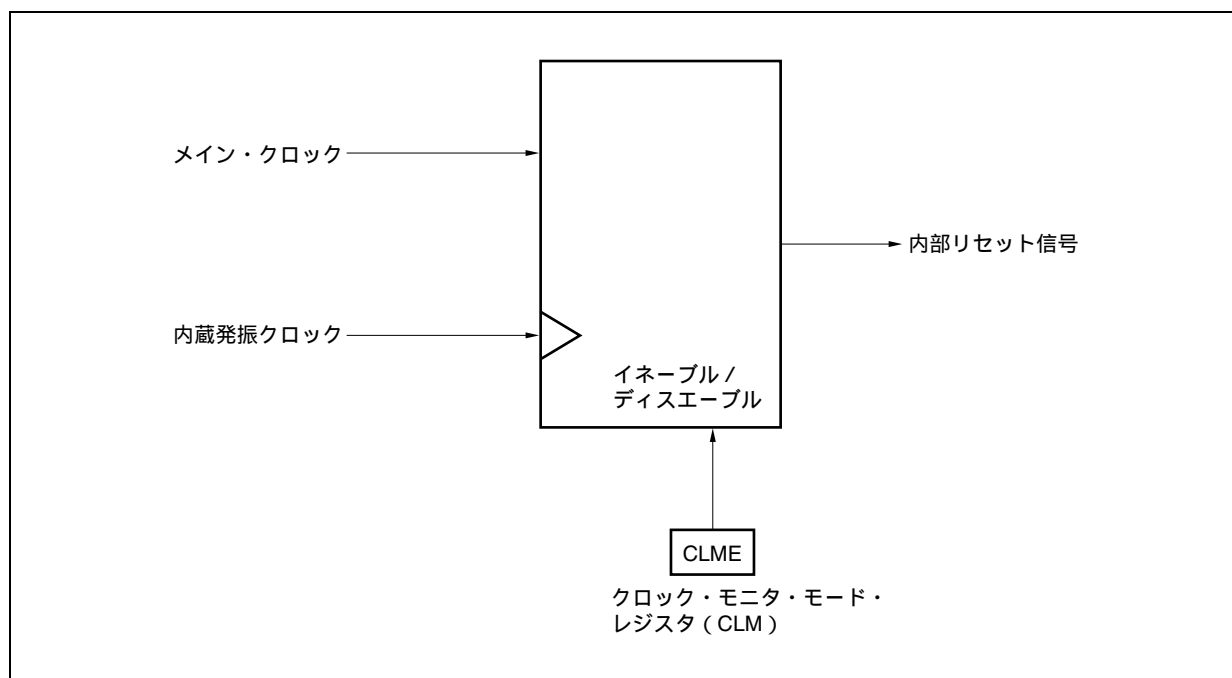 メイン・クロック
内部リセット信号
内蔵発振クロック
イネーブル /
ディスエーブル
CLME
クロック・モニタ・モード・
レジスタ（CLM）